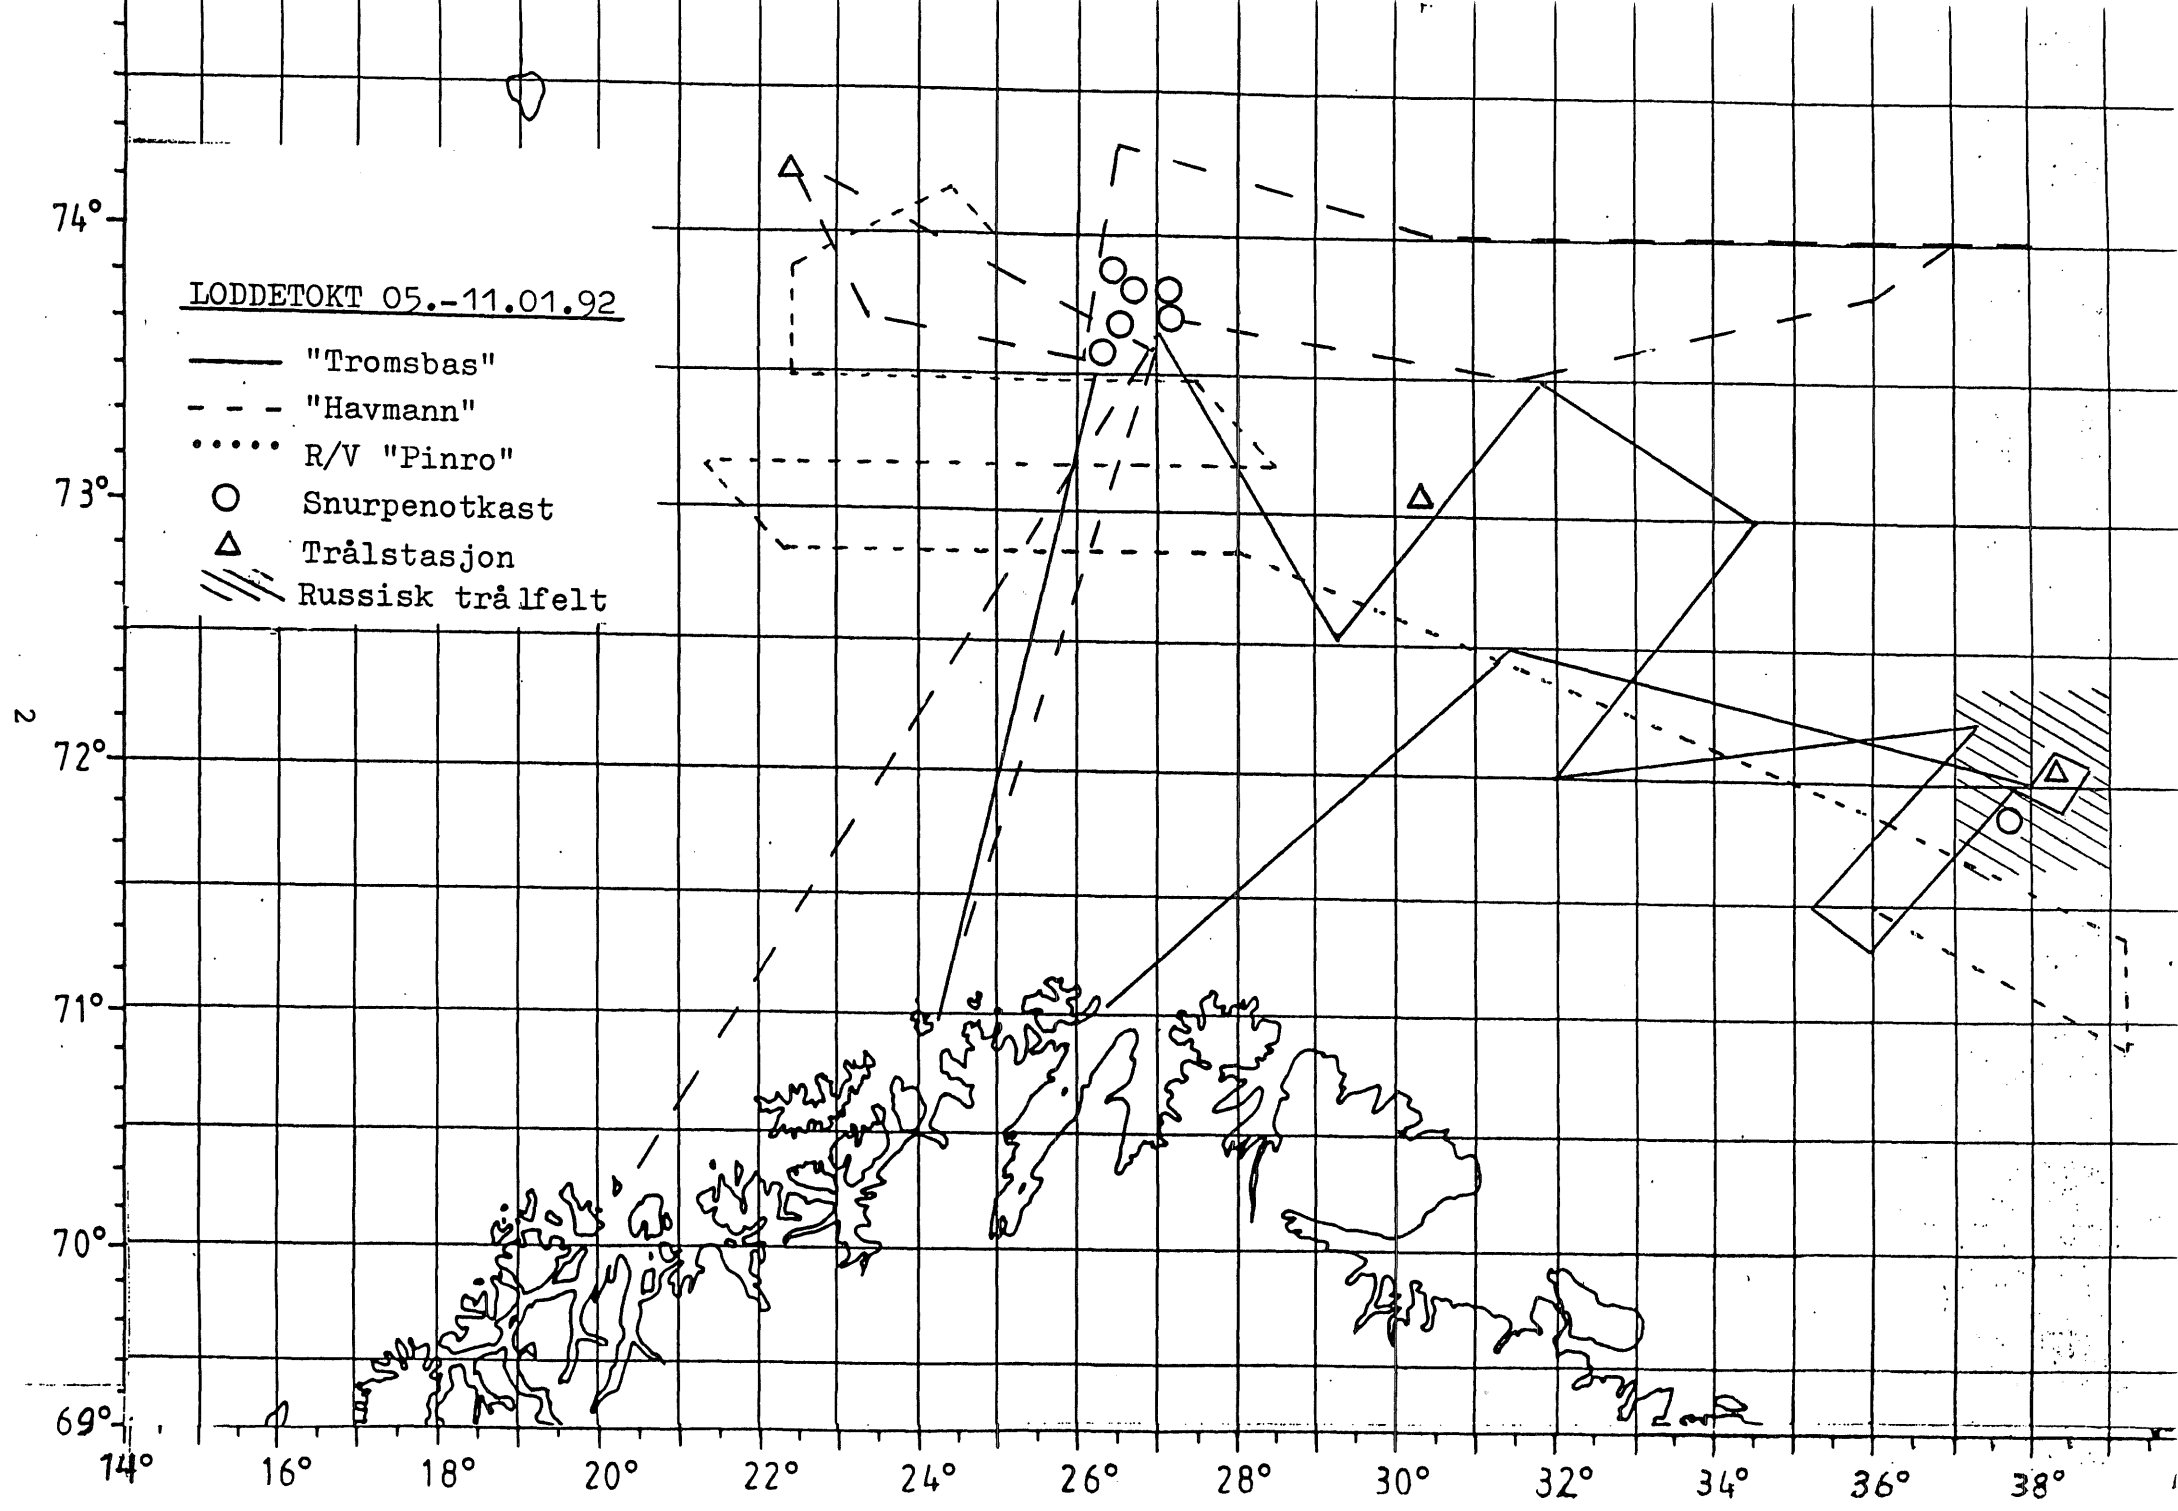 74°
LODDETOKT 05.-11.01.92
"Tromsbas"
"Havmann"
R/V "Pinro"
73°
Snurpenotkast
Trålstasjon
Russisk trålfelt
2
72°
71°
70°
69°
14° 16° 18° 20° 22° 24° 26° 28° 30° 32° 34° 36° 38°